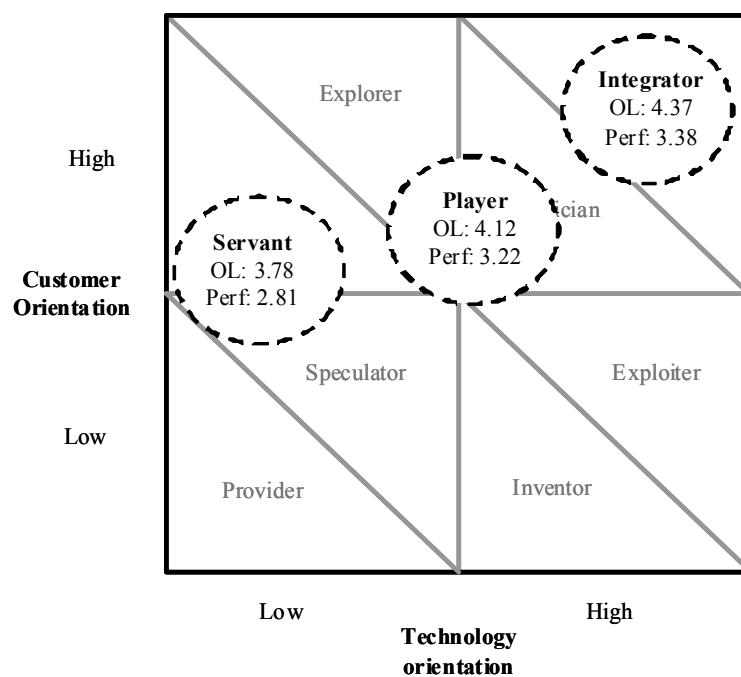 Explorer
Integrator
OL: 4.37
Perf: 3.38
High
Player
OL: 4.12
Perf: 3.22
ician
Servant
OL: 3.78
Perf: 2.81
Customer
Orientation
Speculator
Exploiter
Low
Provider
Inventor
Low
High
Technology
orientation